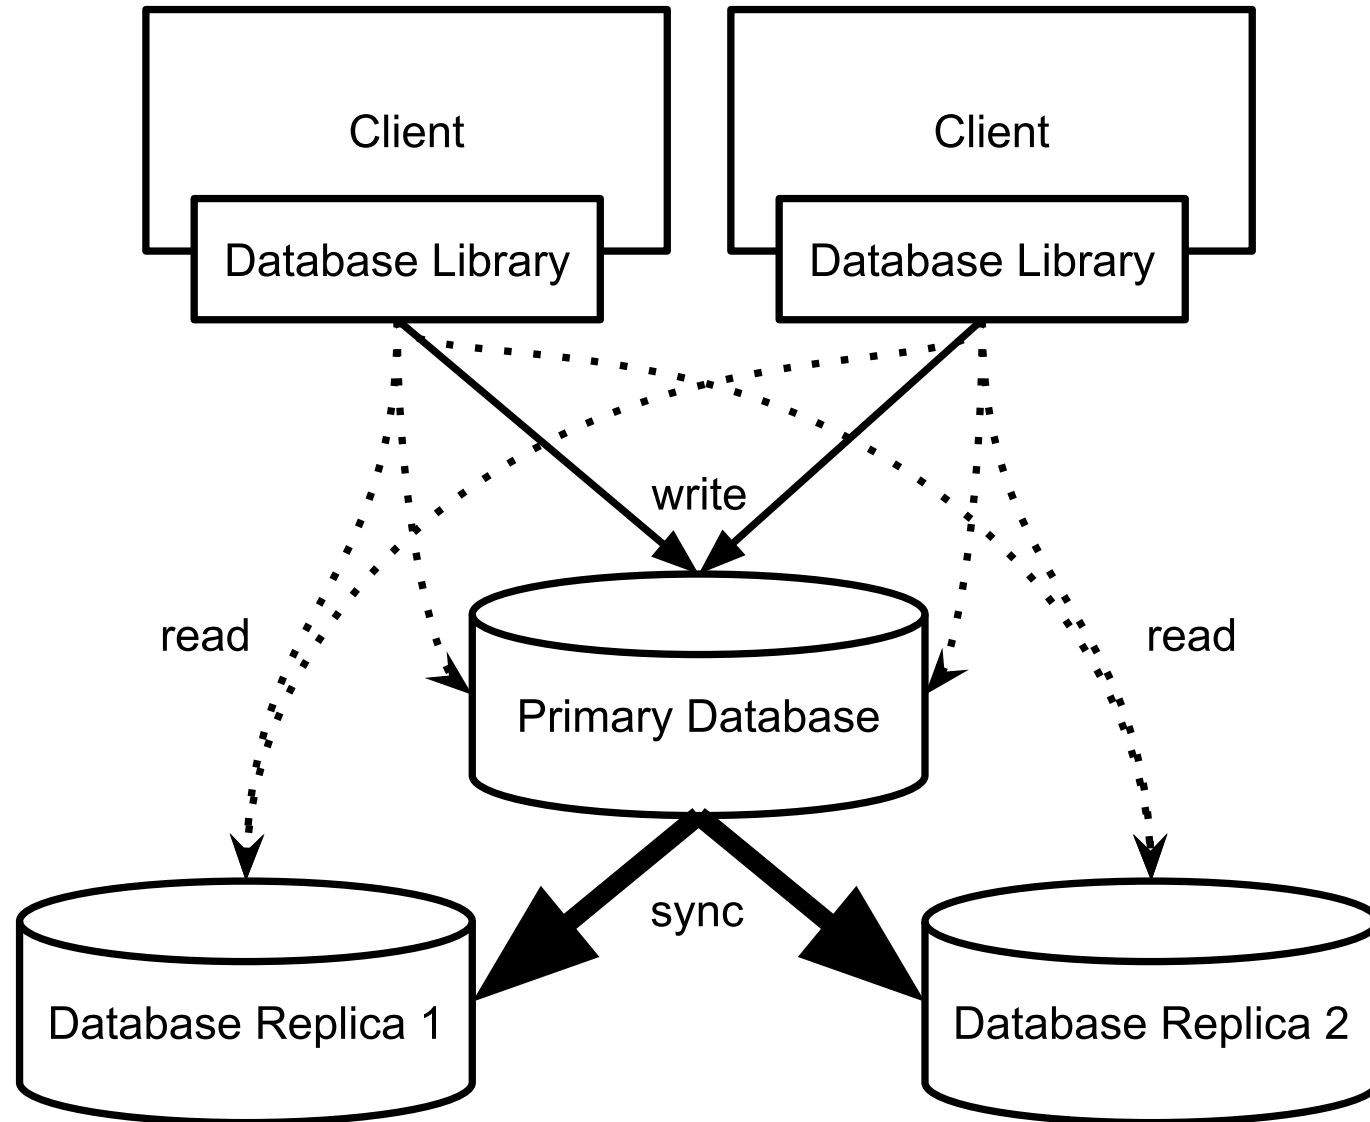 Client
Client
Database Library
Database Library
write
read
read
Primary Database
sync
Database Replica 1
Database Replica 2